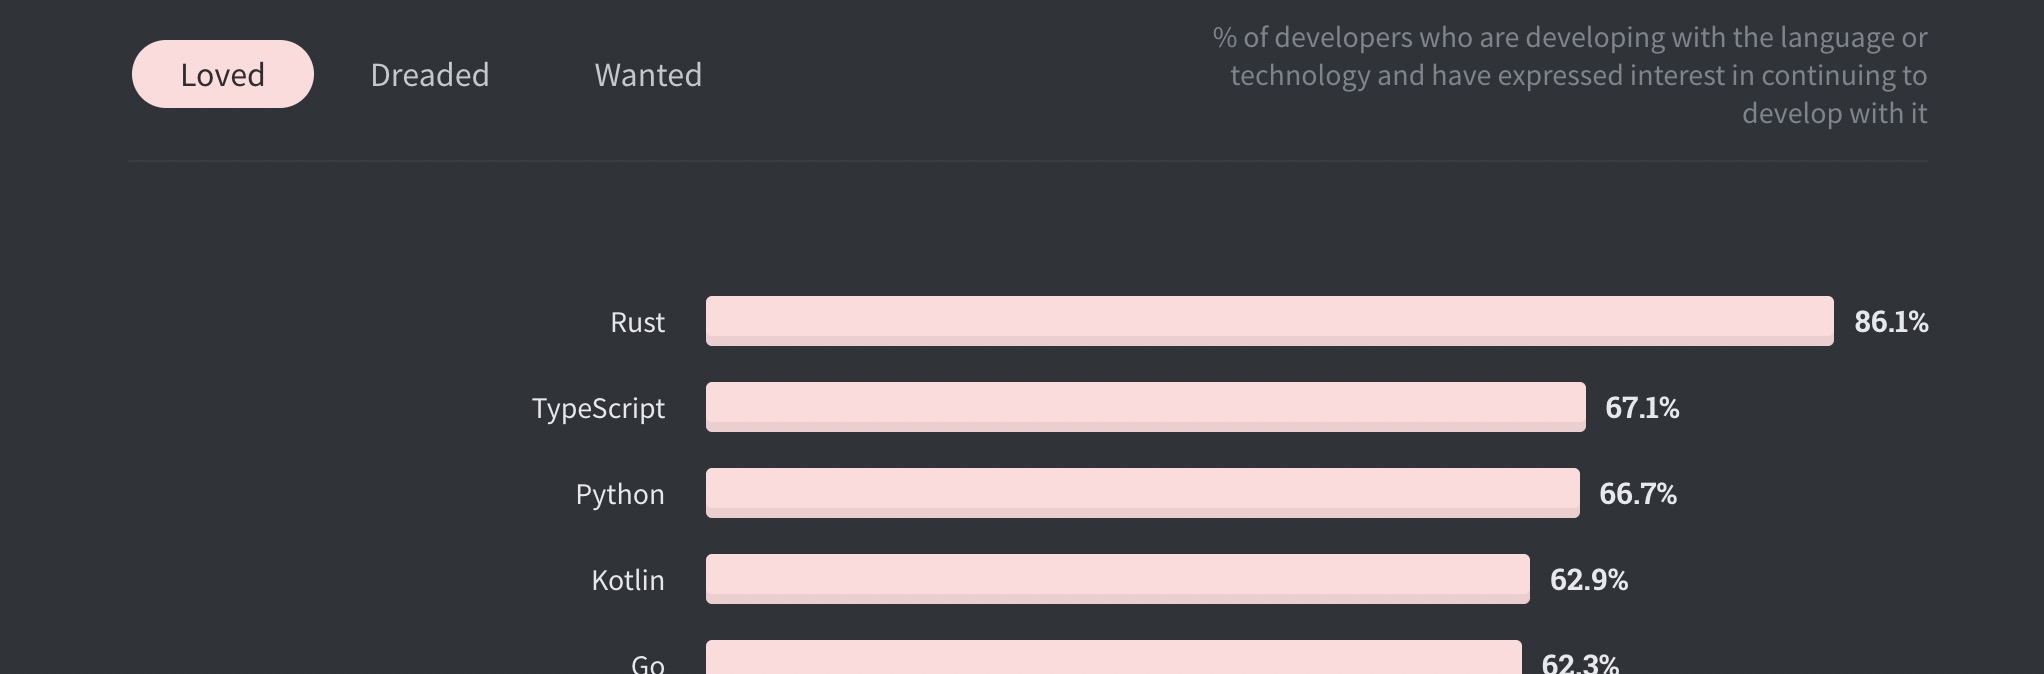 Loved Dreaded Wanted
% of developers who are developing with the language or
technology and have expressed interest in continuing to
develop with it
Rust 86.1%
TypeScript 67.1%
Python 66.7%
Kotlin 62.9%
Go 62.3%